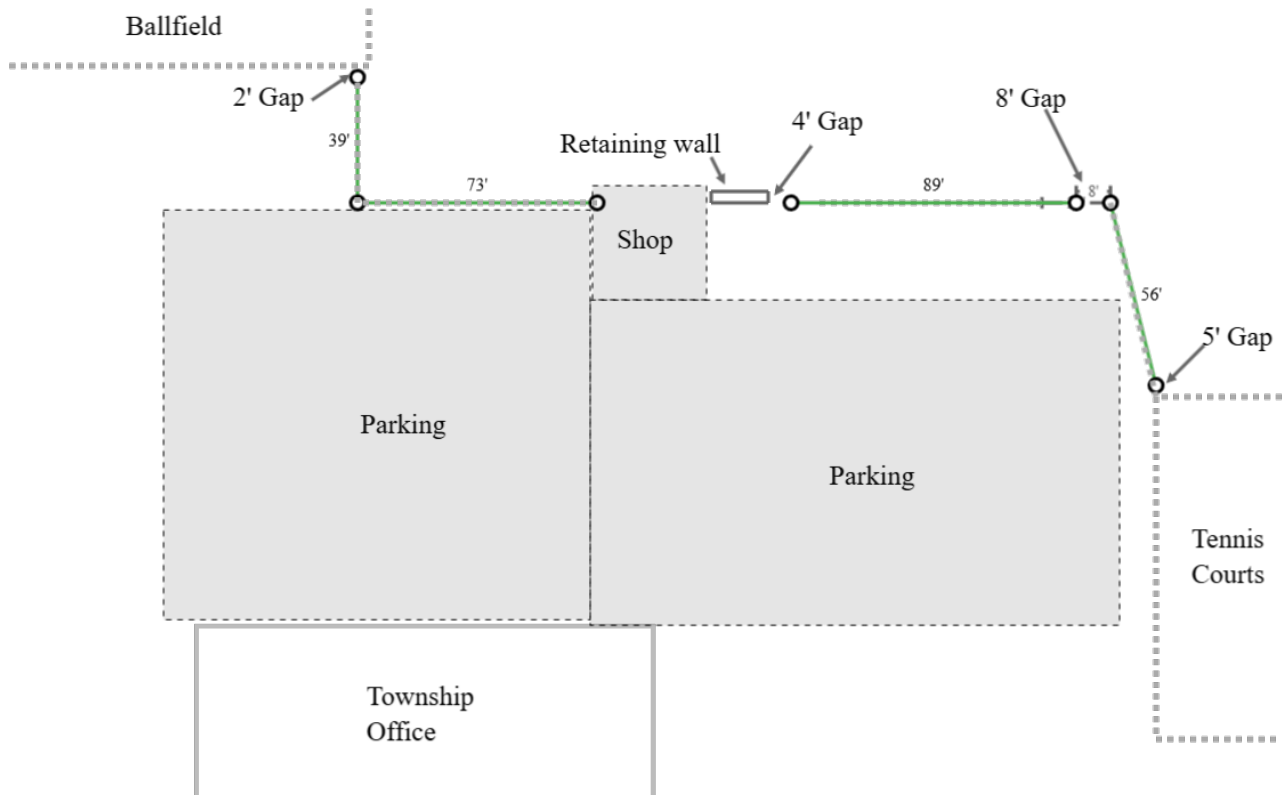 Ballfield
2' Gap
8' Gap
4' Gap
39'
Retaining wall
73'
89'
8'
Shop
56'
5' Gap
Parking
Parking
Tennis
Courts
Township
Office